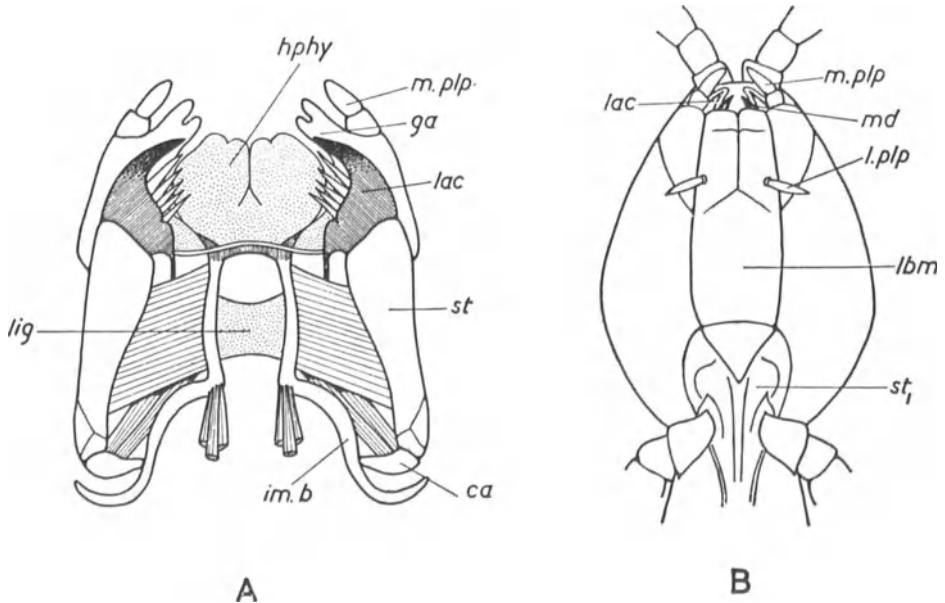 hphy
m.plp.
ga
lac
st
lig
im.b
ca
A
m.plp
lac
md
l.plp
lbm
st1
B